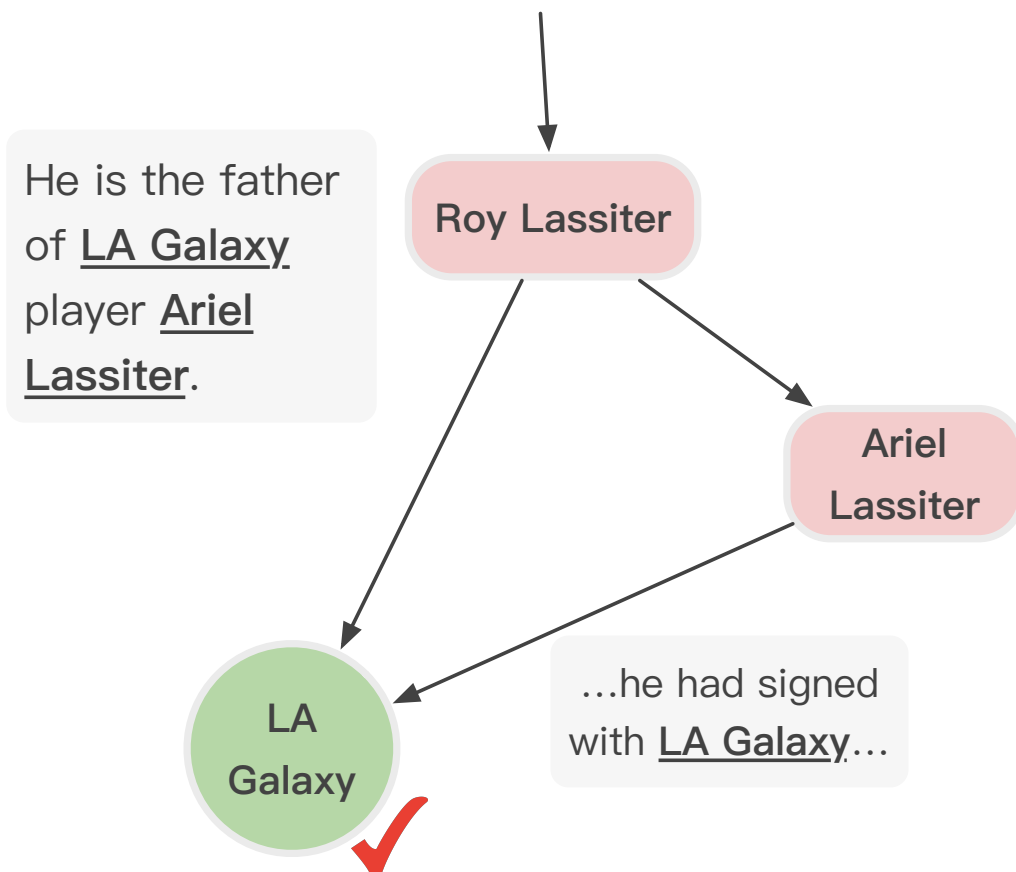 He is the father
of LA Galaxy
player Ariel
Lassiter.
Roy Lassiter
Ariel
Lassiter
LA
Galaxy
...he had signed
with LA Galaxy...